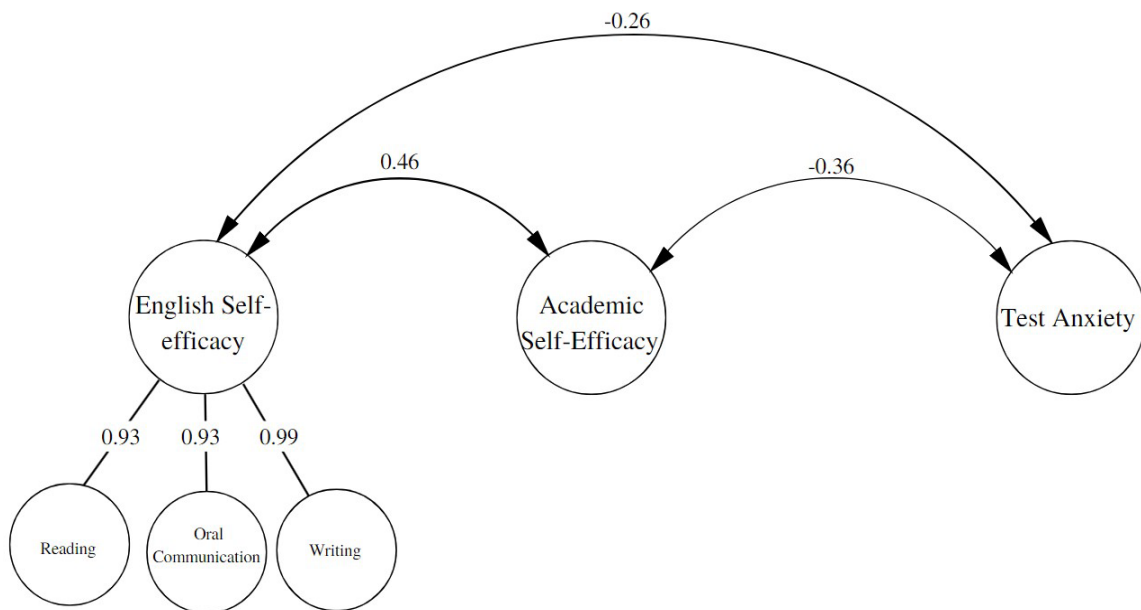 -0.26
0.46
-0.36
English Self-
efficacy
Academic
Self-Efficacy
Test Anxiety
0.93
0.93
0.99
Reading
Oral
Communication
Writing